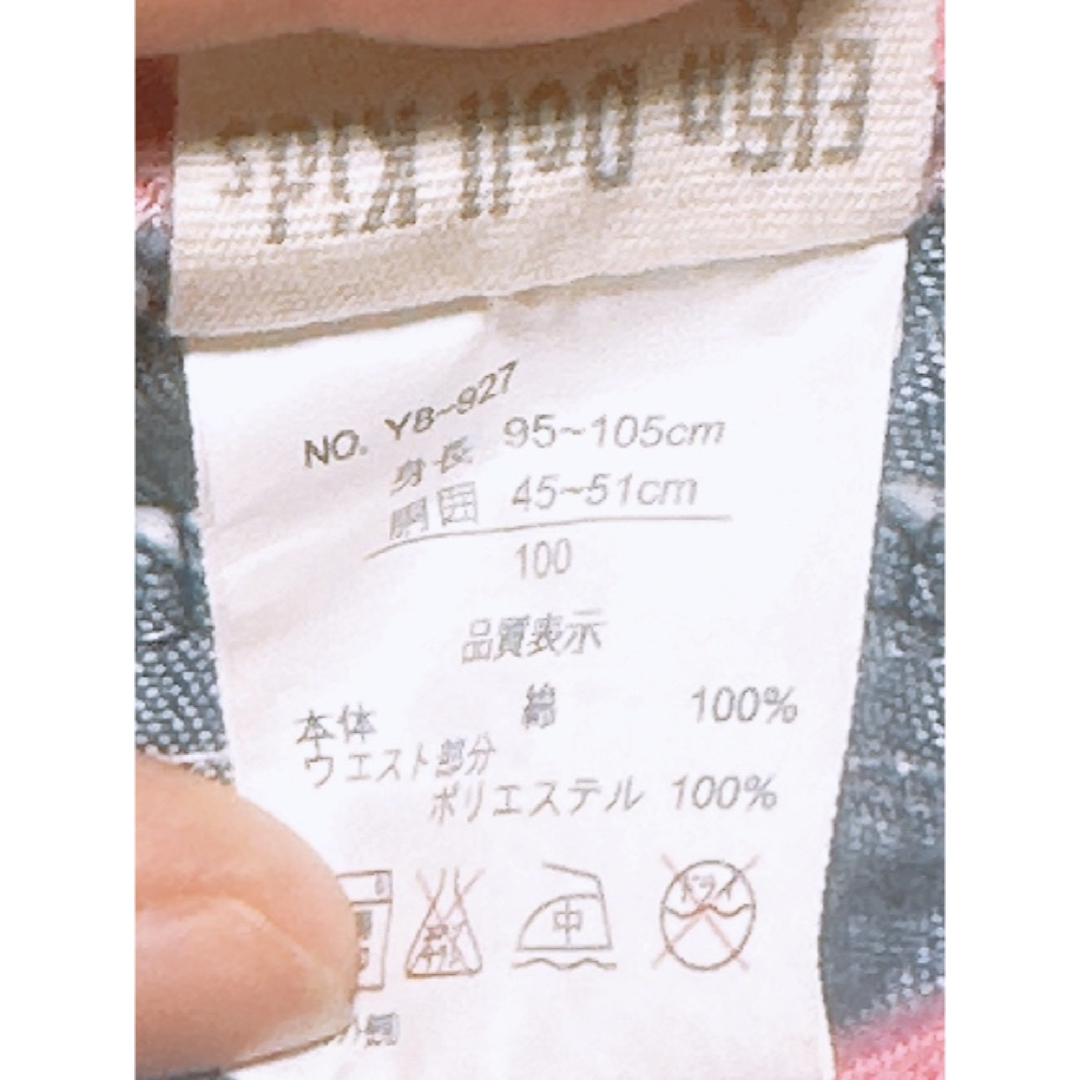 NO. YB~927
身長 95~105cm
胴囲 45~51cm
100
品質表示
本体 綿 100%
ウエスト部分
ポリエステル 100%
中
ドライ